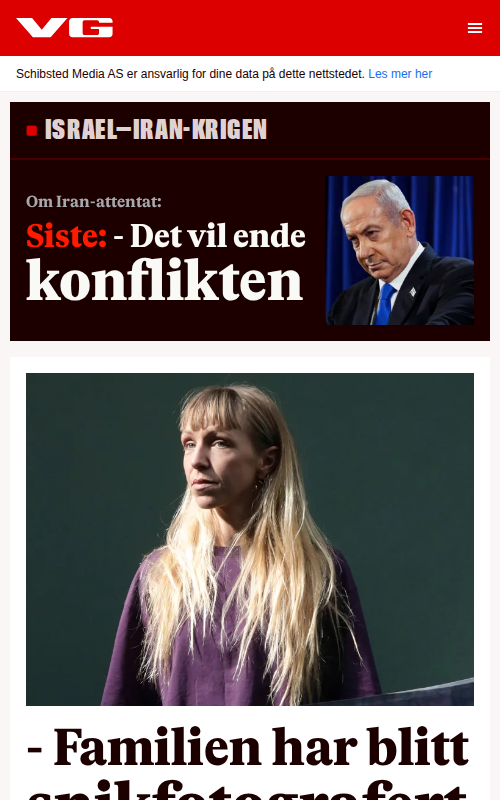 VG
Schibsted Media AS er ansvarlig for dine data på dette nettstedet. Les mer her
ISRAEL–IRAN-KRIGEN
Om Iran-attentat:
Siste: - Det vil ende
konflikten
- Familien har blitt
snikfotografert